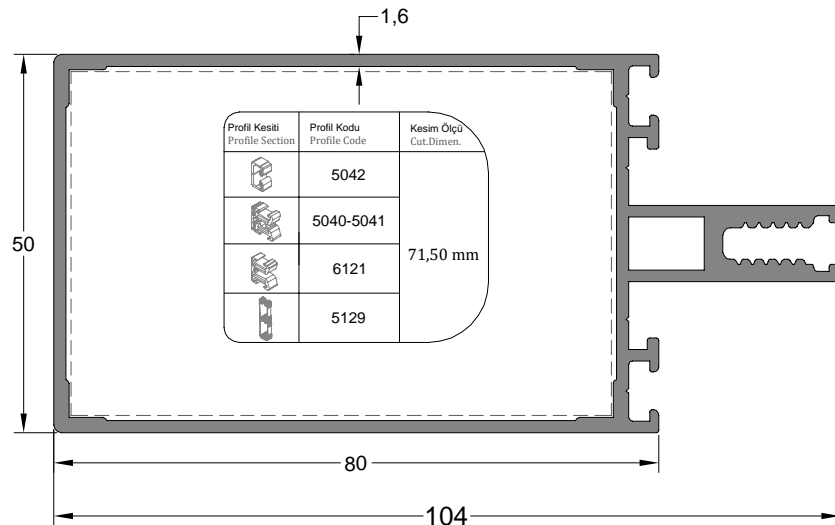 1,6
Profil Kesiti
Profile Section
Profil Kodu
Profile Code
Kesim Ölçü
Cut.Dimen.
5042
5040-5041
6121
5129
71,50 mm
50
80
104